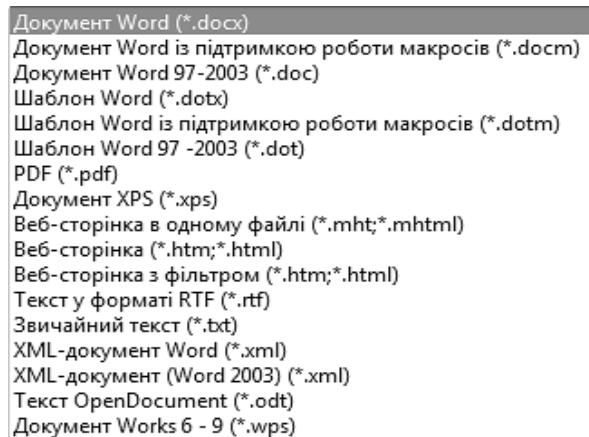 Документ Word (*.docx)
Документ Word із підтримкою роботи макросів (*.docm)
Документ Word 97-2003 (*.doc)
Шаблон Word (*.dotx)
Шаблон Word із підтримкою роботи макросів (*.dotm)
Шаблон Word 97 -2003 (*.dot)
PDF (*.pdf)
Документ XPS (*.xps)
Веб-сторінка в одному файлі (*.mht;*.mhtml)
Веб-сторінка (*.htm;*.html)
Веб-сторінка з фільтром (*.htm;*.html)
Текст у форматі RTF (*.rtf)
Звичайний текст (*.txt)
XML-документ Word (*.xml)
XML-документ (Word 2003) (*.xml)
Текст OpenDocument (*.odt)
Документ Works 6 - 9 (*.wps)